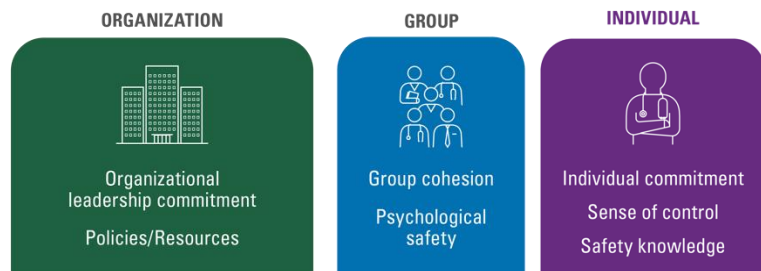 ORGANIZATION
Organizational
leadership commitment
Policies/Resources
GROUP
Group cohesion
Psychological
safety
INDIVIDUAL
Individual commitment
Sense of control
Safety knowledge